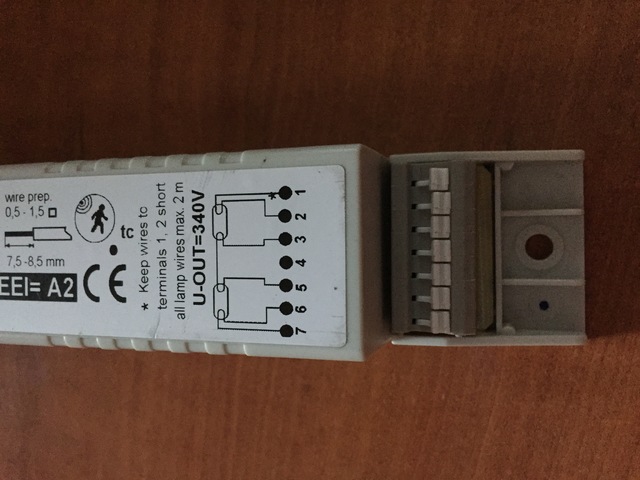 wire prep.
0,5 - 1,5
7,5 -8,5 mm
EEI= A2
CE
tc
* Keep wires to
terminals 1, 2 short
all lamp wires max. 2 m
U-OUT=340V
*
1
2
3
4
5
6
7